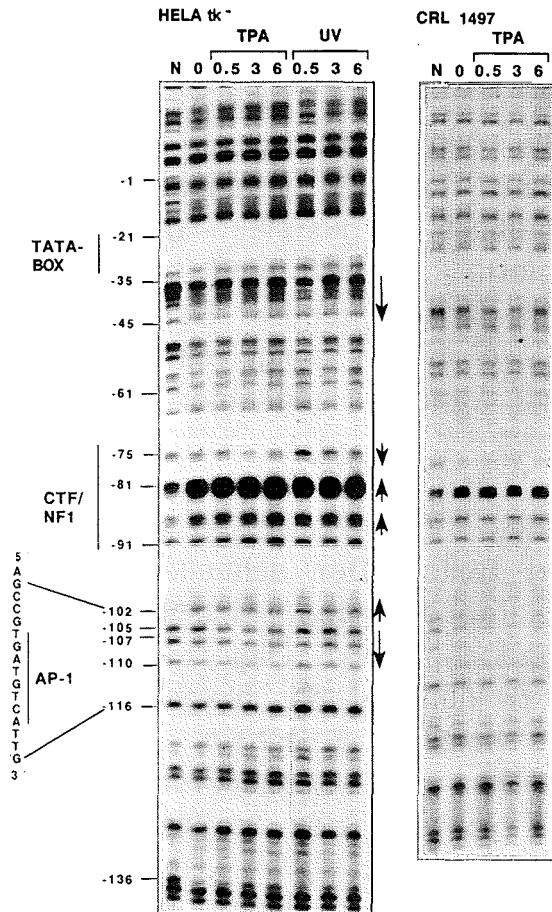 HELA tk⁻
TPA UV
N 0 0.5 3 6 0.5 3 6
CRL 1497
TPA
N 0 0.5 3 6
-1
-21
TATA-
BOX
-35
-45
-61
-75
-81
CTF/
NF1
-91
-102
-105
-107
-110
-116
-136
AP-1
5
A
G
C
C
G
T
G
A
T
G
T
C
A
T
T
G
3